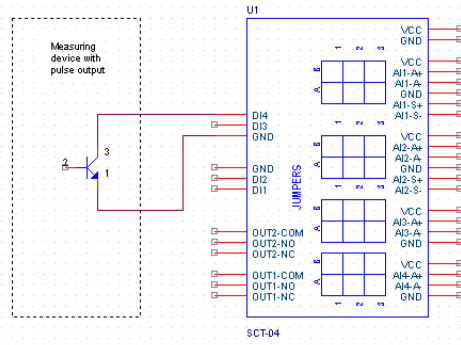 U1
Measuring
device with
pulse output
3
2
1
DI4
DI3
GND
GND
DI2
DI1
OUT2-COM
OUT2-NO
OUT2-NC
OUT1-COM
OUT1-NO
OUT1-NC
JUMPERS
1 2 3
B
A
1 2 3
B
A
1 2 3
B
A
B
A
1 2 3
VCC
GND
VCC
AI1-A+
AI1-A-
GND
AI1-S+
AI1-S-
VCC
AI2-A+
AI2-A-
GND
AI2-S+
AI2-S-
VCC
AI3-A+
AI3-A-
GND
VCC
AI4-A+
AI4-A-
GND
SCT-04